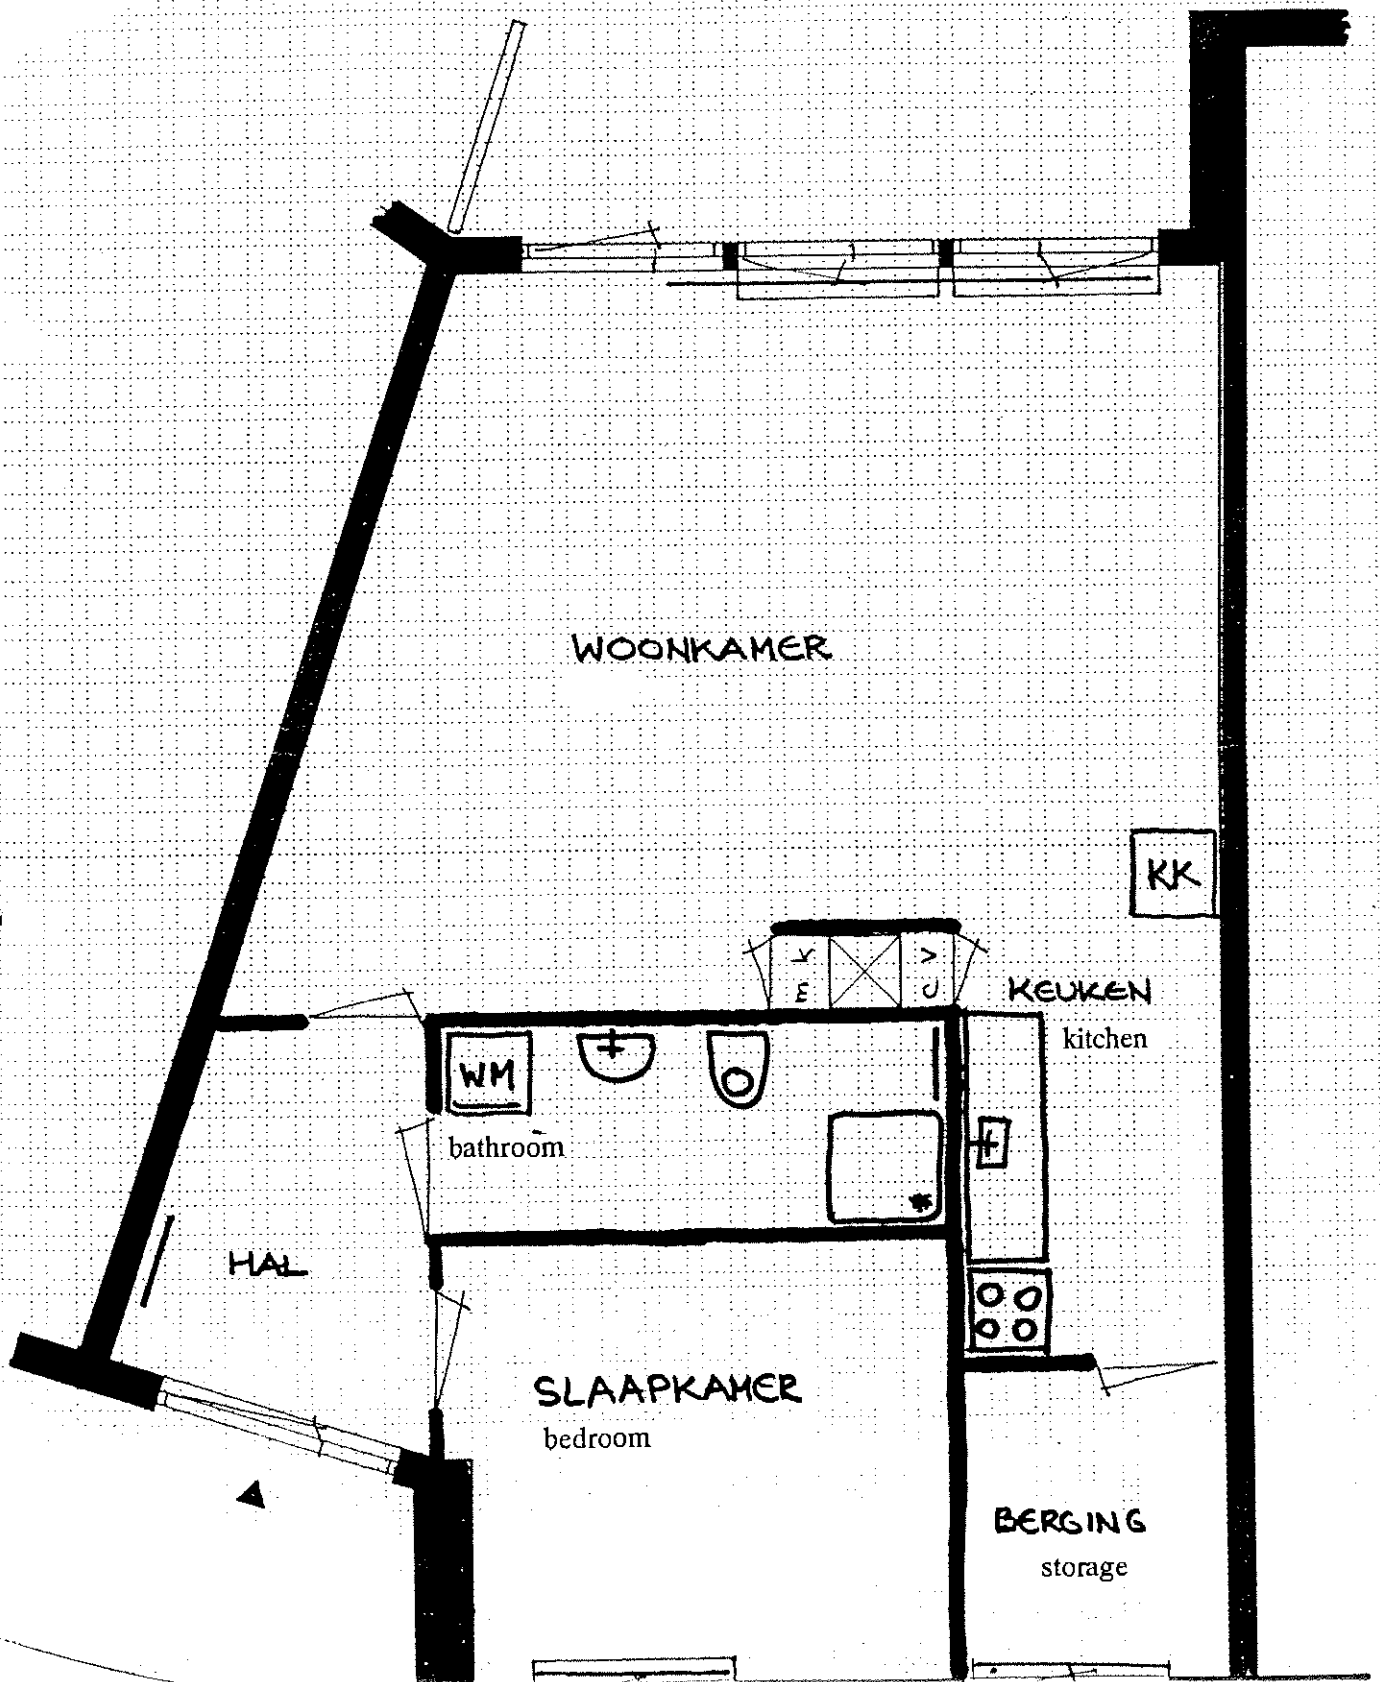 WOONKAMER
KK
K V
E C
KEUKEN
kitchen
WM
bathroom
HAL
SLAAPKAMER
bedroom
BERGING
storage